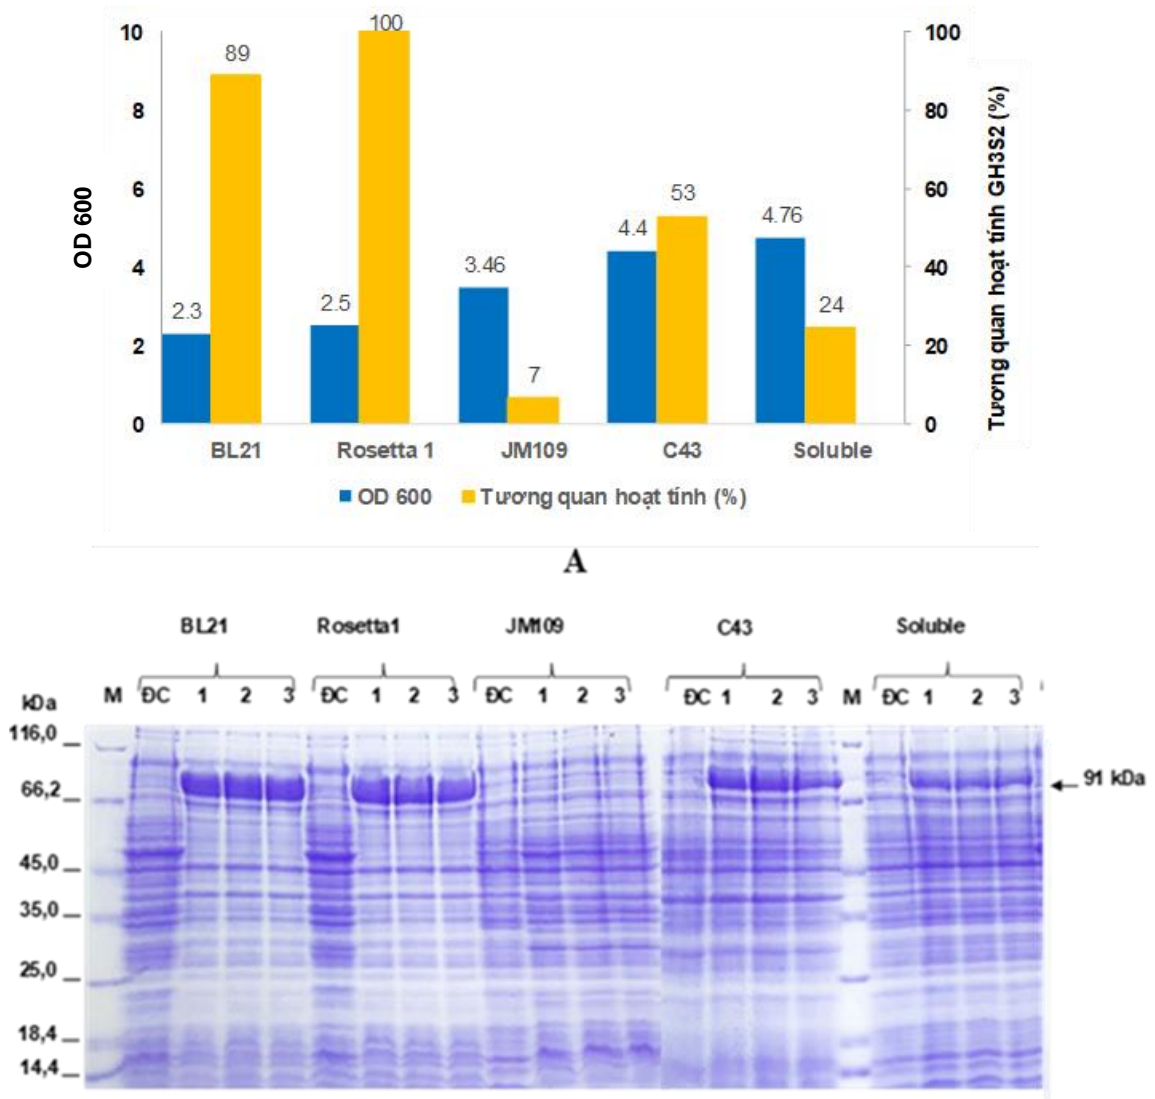 100
10 100
89
8 80
OD 600
6 60
53
4.76
4.4
3.46
4 40
2.5
2.3
24
2 20
7
0 0
Tương quan hoạt tính GH3S2 (%)
BL21 Rosetta 1 JM109 C43 Soluble
OD 600 Tương quan hoạt tính (%)
A
BL21 Rosetta1 JM109 C43 Soluble
kDa M ĐC 1 2 3 ĐC 1 2 3 ĐC 1 2 3 ĐC 1 2 3 M ĐC 1 2 3
116,0
66,2
91 kDa
45,0
35,0
25,0
18,4
14,4